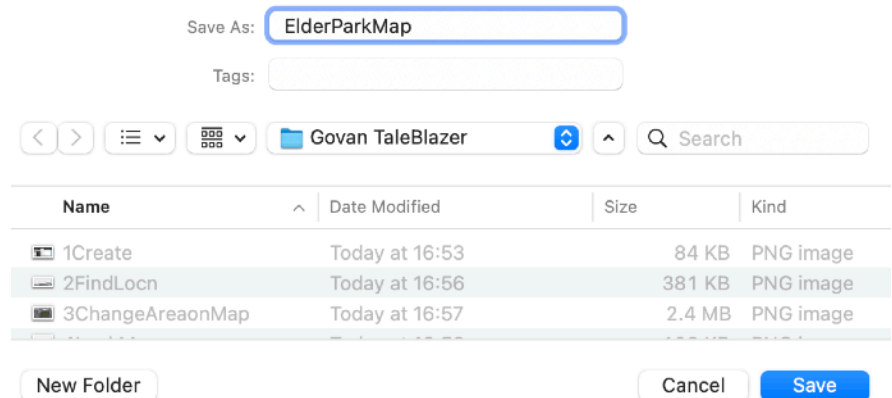 Save As: ElderParkMap
Tags:
Govan TaleBlazer Search
Name Date Modified Size Kind
1Create Today at 16:53 84 KB PNG image
2FindLocn Today at 16:56 381 KB PNG image
3ChangeAreaonMap Today at 16:57 2.4 MB PNG image
New Folder Cancel Save